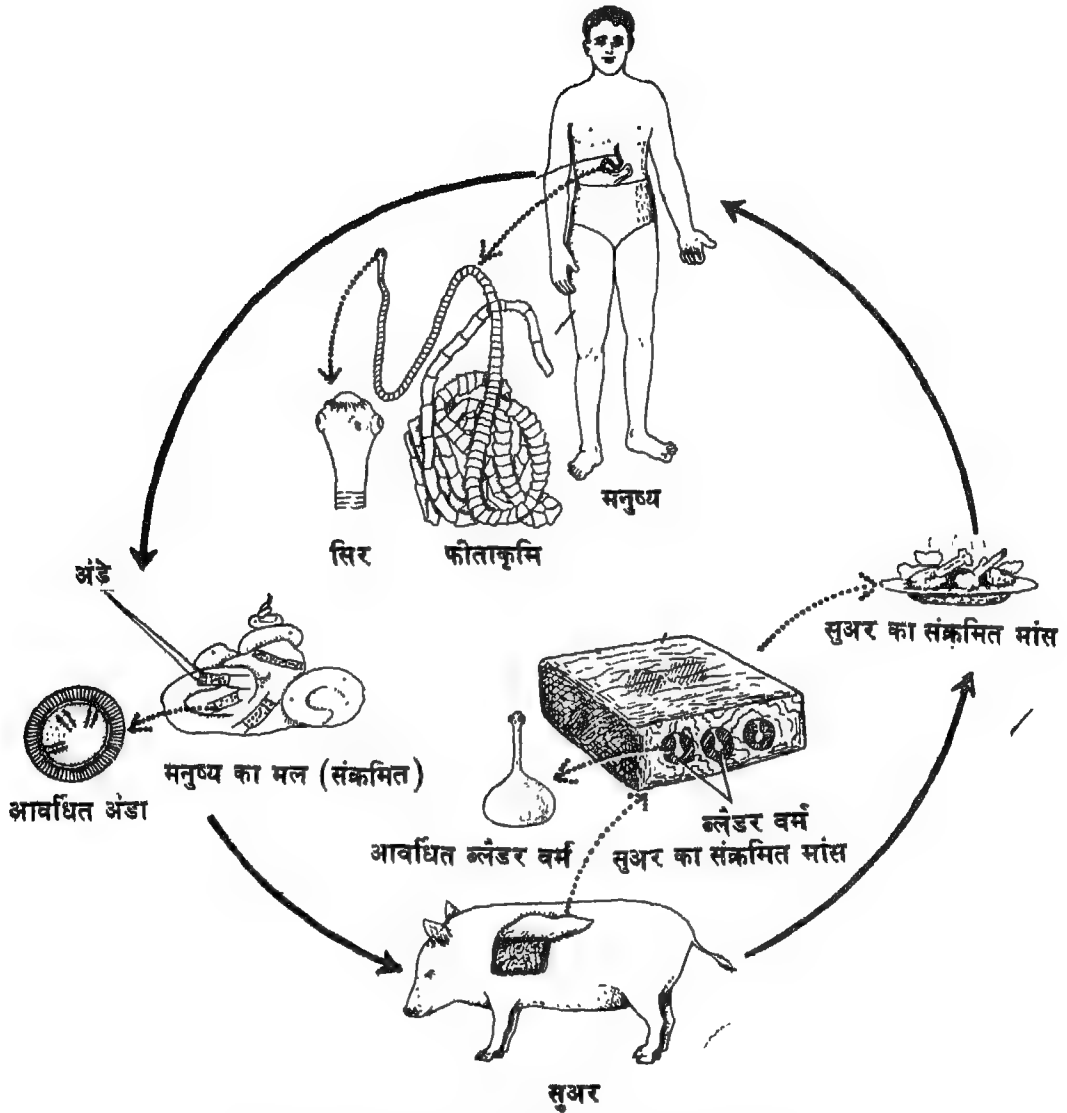 मनुष्य
सिर
फीताकृमि
अंडे
सुअर का संक्रमित मांस
मनुष्य का मल (संक्रमित)
आवर्धित अंडा
ब्लैडर वर्म
आवर्धित ब्लैडर वर्म
सुअर का संक्रमित मांस
सुअर